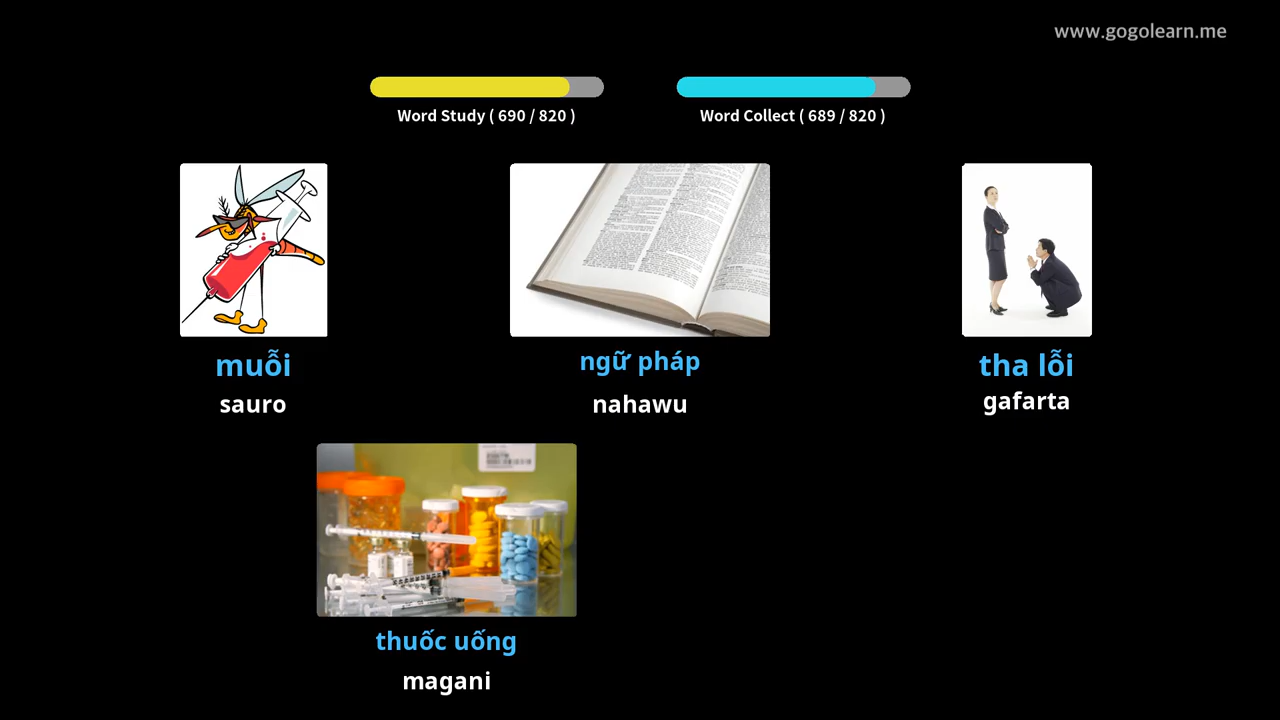 www.gogolearn.me
Word Study ( 690 / 820 )
Word Collect ( 689 / 820 )
muỗi
sauro
ngữ pháp
nahawu
tha lỗi
gafarta
thuốc uống
magani